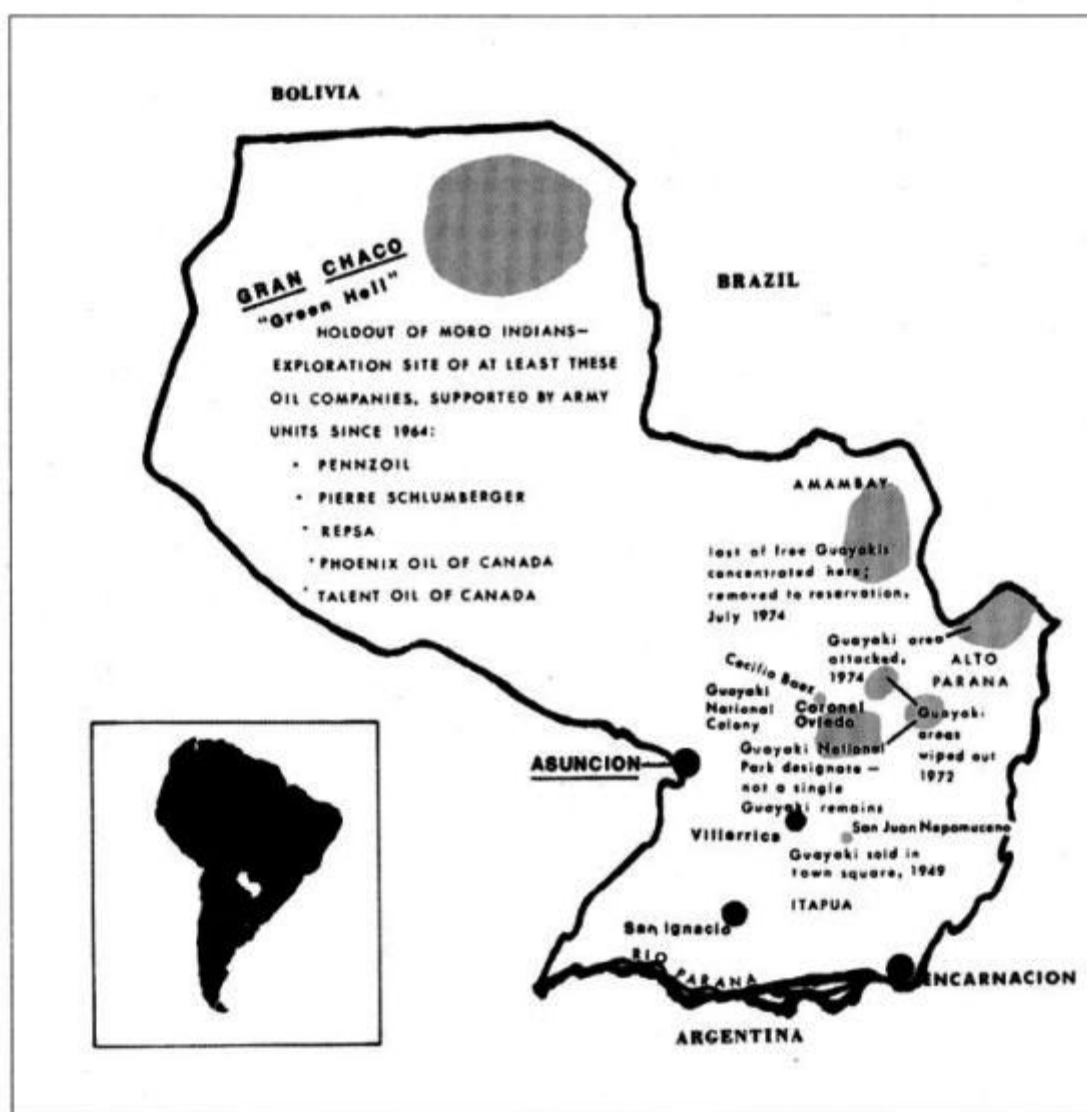 BOLIVIA
BRAZIL
GRAN CHACO
"Green Hell"
HOLDOUT OF MORO INDIANS—
EXPLORATION SITE OF AT LEAST THESE
OIL COMPANIES, SUPPORTED BY ARMY
UNITS SINCE 1964:
• PENNZOIL
• PIERRE SCHLUMBERGER
• REPSA
• PHOENIX OIL OF CANADA
• TALENT OIL OF CANADA
AMAMBAY
last of free Guayakis
concentrated here;
removed to reservation,
July 1974
Guayaki area
attacked,
1974
ALTO
PARANA
Cecilio Baez
Guayaki
National
Colony
Coronel
Oviedo
Guayaki
areas
wiped out
1972
Guayaki National
Park designate —
not a single
Guayaki remains
ASUNCION
Villarrica
San Juan Nepomuceno
Guayaki sold in
town square, 1949
ITAPUA
San Ignacio
RIO PARANA
ENCARNACION
ARGENTINA